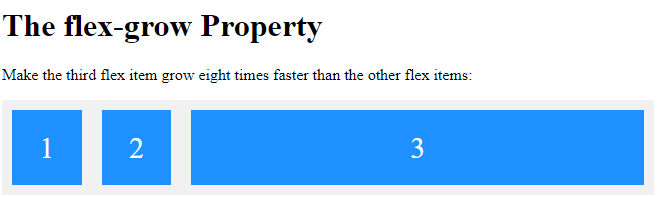 The flex-grow Property
Make the third flex item grow eight times faster than the other flex items:
1 2 3